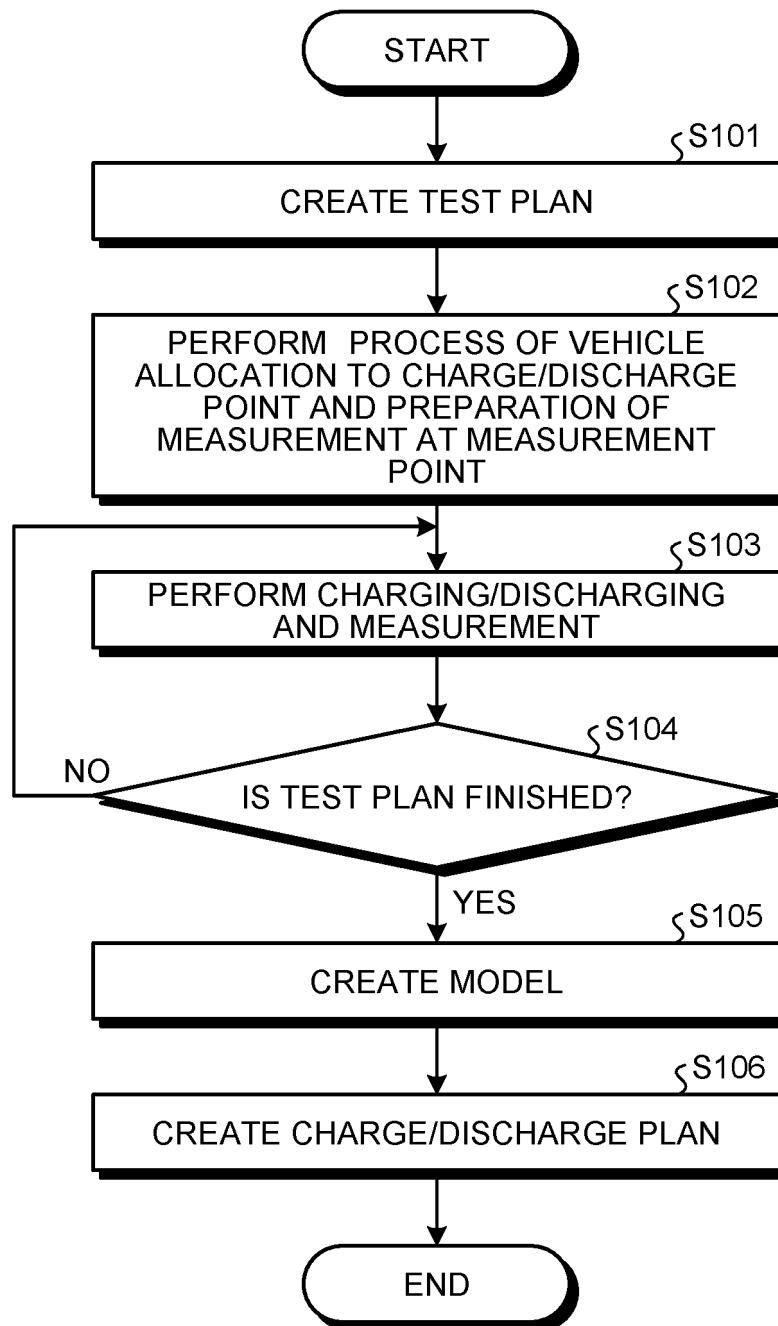 START
S101
CREATE TEST PLAN
S102
PERFORM PROCESS OF VEHICLE
ALLOCATION TO CHARGE/DISCHARGE
POINT AND PREPARATION OF
MEASUREMENT AT MEASUREMENT
POINT
S103
PERFORM CHARGING/DISCHARGING
AND MEASUREMENT
S104
NO
IS TEST PLAN FINISHED?
YES
S105
CREATE MODEL
S106
CREATE CHARGE/DISCHARGE PLAN
END